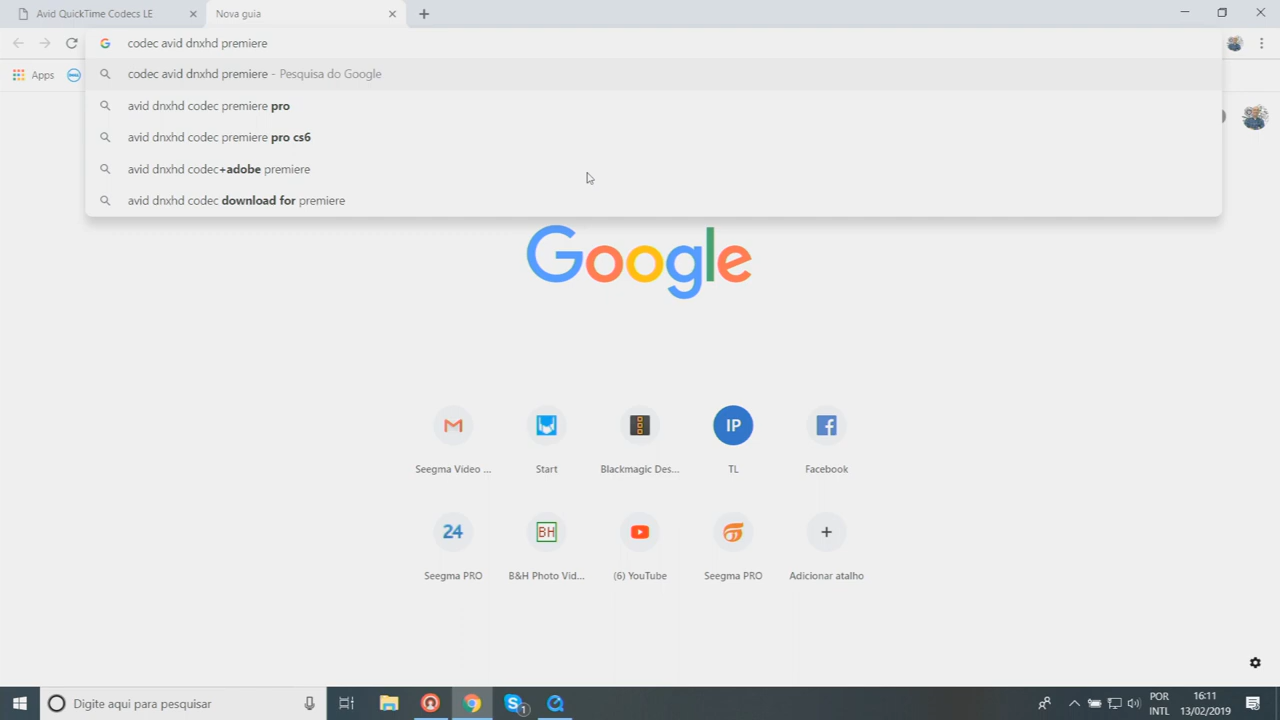 Avid QuickTime Codecs LE
Nova guia
codec avid dnxhd premiere
Apps
codec avid dnxhd premiere - Pesquisa do Google
avid dnxhd codec premiere pro
avid dnxhd codec premiere pro cs6
avid dnxhd codec+adobe premiere
avid dnxhd codec download for premiere
Google
IP
Seegma Video ...
Start
Blackmagic Des...
TL
Facebook
24
BH
Seegma PRO
B&H Photo Vid...
(6) YouTube
Seegma PRO
Adicionar atalho
Digite aqui para pesquisar
1
POR
INTL
16:11
13/02/2019